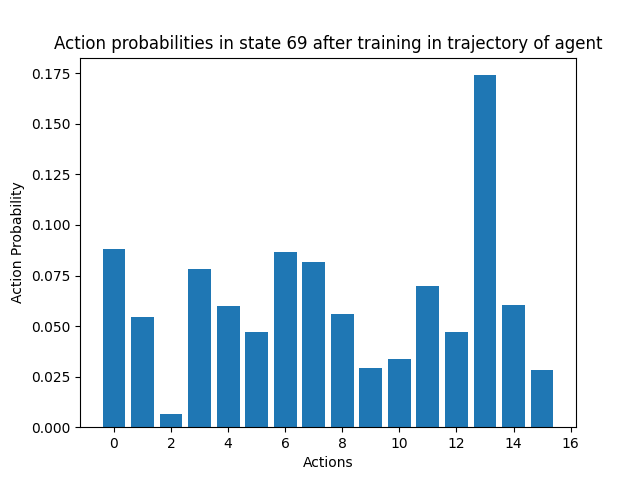 Action probabilities in state 69 after training in trajectory of agent
0.175
0.150
0.125
0.100
0.075
0.050
0.025
0.000
Action Probability
0 2 4 6 8 10 12 14 16
Actions